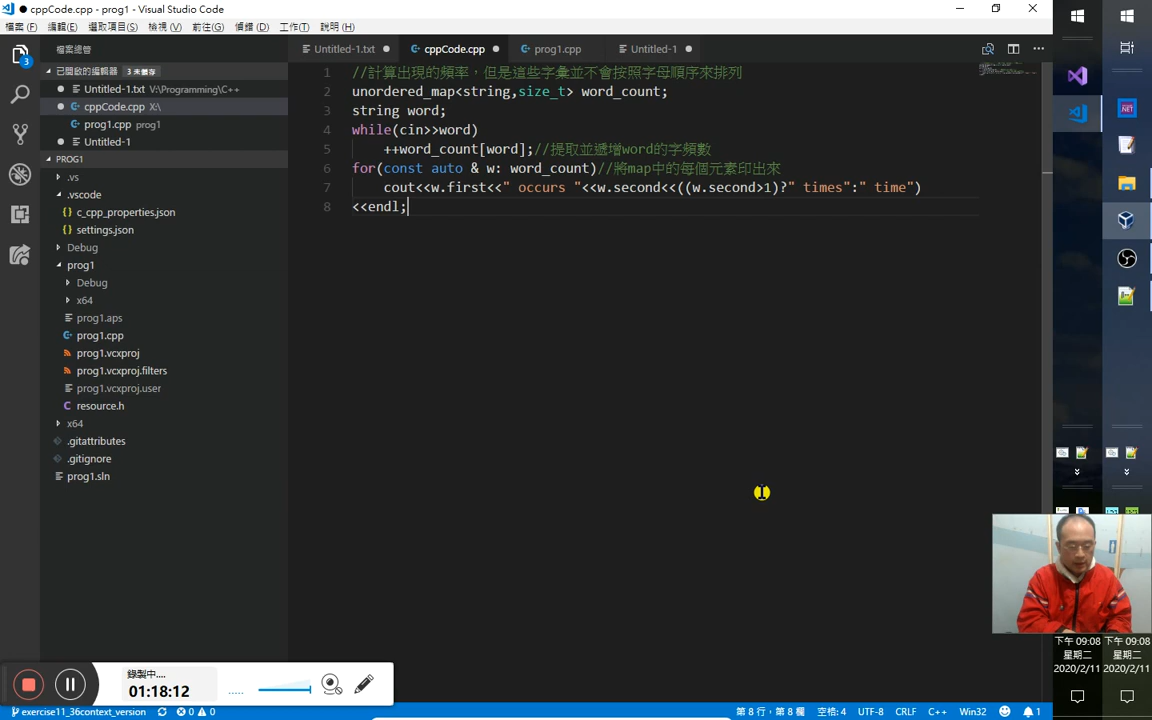 ● cppCode.cpp - prog1 - Visual Studio Code
檔案 (F) 編輯(E) 選取項目(S) 檢視 (V) 前往(G) 偵錯 (D) 工作(T) 說明 (H)
檔案總管
Untitled-1.txt ●
cppCode.cpp ●
prog1.cpp
Untitled-1 ●
3
已開啟的編輯器 3 未儲存
● Untitled-1.txt V:\Programming\C++
● cppCode.cpp X:\
prog1.cpp prog1
● Untitled-1
PROG1
.vs
.vscode
c_cpp_properties.json
settings.json
Debug
prog1
Debug
x64
prog1.aps
prog1.cpp
prog1.vcxproj
prog1.vcxproj.filters
prog1.vcxproj.user
resource.h
x64
.gitattributes
.gitignore
prog1.sln
1 //計算出現的頻率，但是這些字彙並不會按照字母順序來排列
2 unordered_map<string,size_t> word_count;
3 string word;
4 while(cin>>word)
5 ++word_count[word];//提取並遞增word的字頻數
6 for(const auto & w: word_count)//將map中的每個元素印出來
7 cout<<w.first<<" occurs "<<w.second<<((w.second>1)?" times":" time")
8 <<endl;
錄製中....
01:18:12
exercise11_36context_version 0 0
第 8 行，第 8 欄 空格: 4 UTF-8 CRLF C++ Win32 1
下午 09:08 下午 09:08
星期二 星期二
2020/2/11 2020/2/11